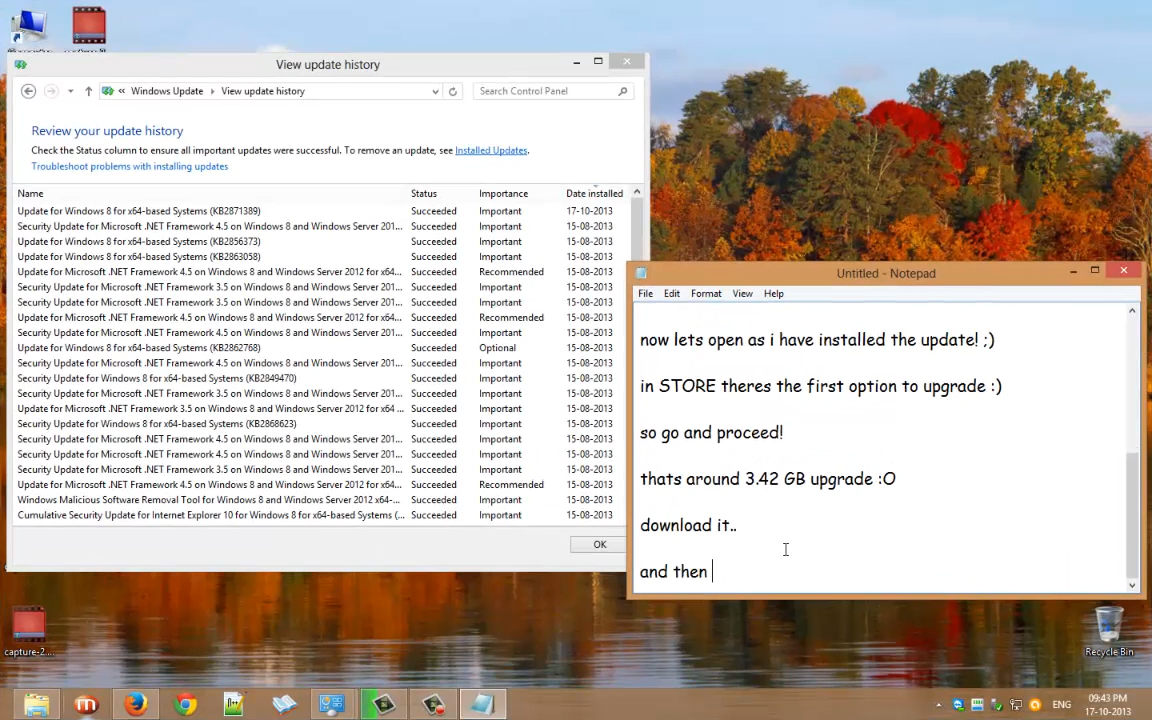 View update history
« Windows Update View update history
Search Control Panel
Review your update history
Check the Status column to ensure all important updates were successful. To remove an update, see Installed Updates.
Troubleshoot problems with installing updates
Name Status Importance Date installed
Update for Windows 8 for x64-based Systems (KB2871389) Succeeded Important 17-10-2013
Security Update for Microsoft .NET Framework 4.5 on Windows 8 and Windows Server 201... Succeeded Important 15-08-2013
Update for Windows 8 for x64-based Systems (KB2856373) Succeeded Important 15-08-2013
Update for Windows 8 for x64-based Systems (KB2863058) Succeeded Important 15-08-2013
Update for Microsoft .NET Framework 4.5 on Windows 8 and Windows Server 2012 for x64... Succeeded Recommended 15-08-2013
Security Update for Microsoft .NET Framework 4.5 on Windows 8 and Windows Server 201... Succeeded Important 15-08-2013
Security Update for Microsoft .NET Framework 3.5 on Windows 8 and Windows Server 201... Succeeded Important 15-08-2013
Update for Microsoft .NET Framework 4.5 on Windows 8 and Windows Server 2012 for x64... Succeeded Recommended 15-08-2013
Security Update for Microsoft .NET Framework 4.5 on Windows 8 and Windows Server 201... Succeeded Important 15-08-2013
Update for Windows 8 for x64-based Systems (KB2862768) Succeeded Optional 15-08-2013
Security Update for Microsoft .NET Framework 4.5 on Windows 8 and Windows Server 201... Succeeded Important 15-08-2013
Security Update for Windows 8 for x64-based Systems (KB2849470) Succeeded Important 15-08-2013
Security Update for Microsoft .NET Framework 3.5 on Windows 8 and Windows Server 201... Succeeded Important 15-08-2013
Update for Microsoft .NET Framework 3.5 on Windows 8 and Windows Server 2012 for x64 ... Succeeded Important 15-08-2013
Security Update for Windows 8 for x64-based Systems (KB2868623) Succeeded Important 15-08-2013
Security Update for Microsoft .NET Framework 4.5 on Windows 8 and Windows Server 201... Succeeded Important 15-08-2013
Security Update for Microsoft .NET Framework 4.5 on Windows 8 and Windows Server 201... Succeeded Important 15-08-2013
Security Update for Microsoft .NET Framework 3.5 on Windows 8 and Windows Server 201... Succeeded Important 15-08-2013
Update for Microsoft .NET Framework 4.5 on Windows 8 and Windows Server 2012 for x64... Succeeded Recommended 15-08-2013
Windows Malicious Software Removal Tool for Windows 8 and Windows Server 2012 x64-... Succeeded Important 15-08-2013
Cumulative Security Update for Internet Explorer 10 for Windows 8 for x64-based Systems (... Succeeded Important 15-08-2013
OK
Untitled - Notepad
File Edit Format View Help
now lets open as i have installed the update! ;)
in STORE theres the first option to upgrade :)
so go and proceed!
thats around 3.42 GB upgrade :O
download it..
and then
capture-2....
Recycle Bin
ENG
09:43 PM
17-10-2013